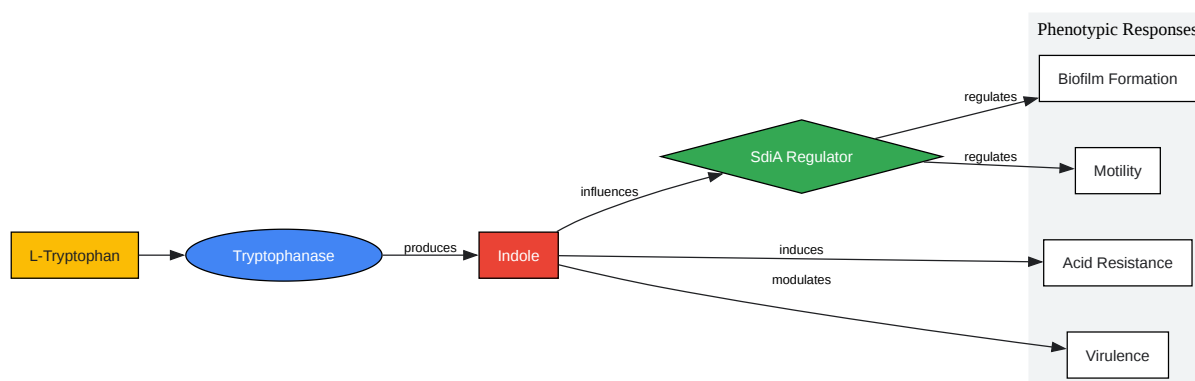 Phenotypic Responses
Biofilm Formation
regulates
SdiA Regulator
regulates
Motility
influences
L-Tryptophan
Tryptophanase
produces
Indole
induces
Acid Resistance
modulates
Virulence